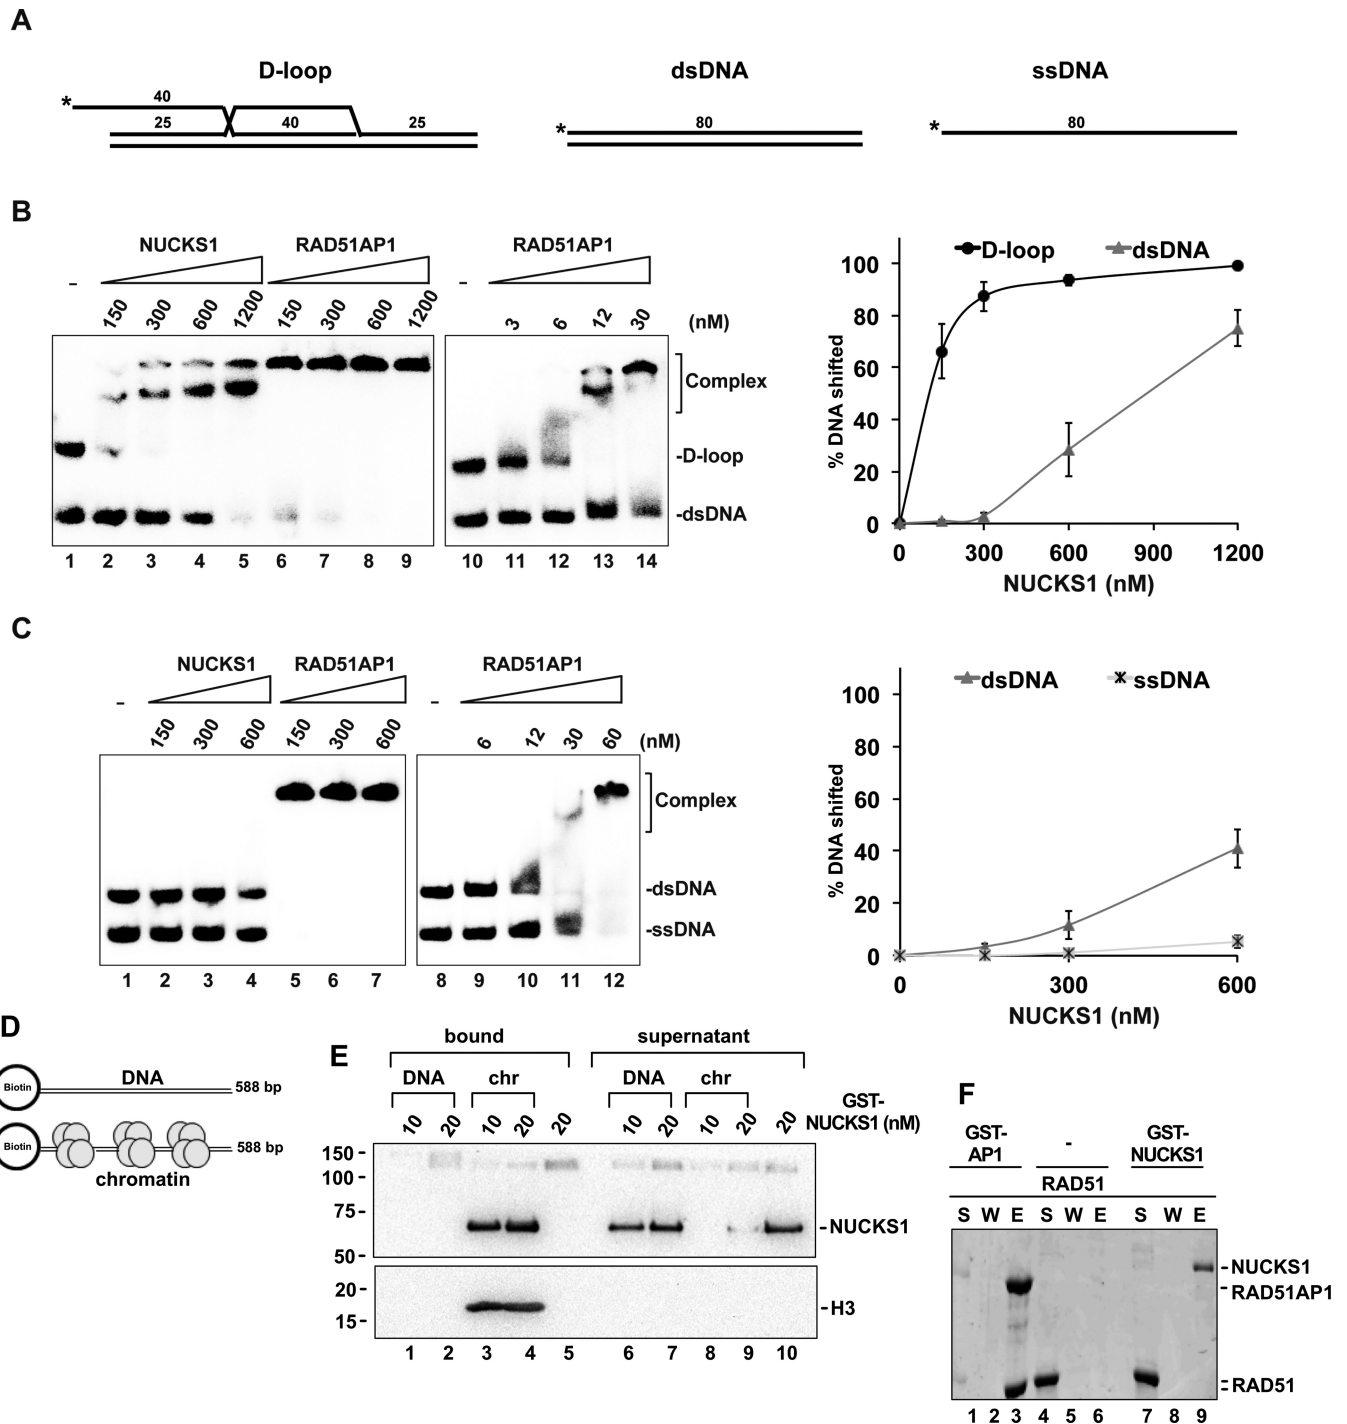 A
D-loop dsDNA ssDNA
* 40
25 40 25
* 80
* 80
B
NUCKS1 RAD51AP1 RAD51AP1
- 150 300 600 1200 150 300 600 1200 - 3 6 12 30 (nM)
Complex
-D-loop
-dsDNA
1 2 3 4 5 6 7 8 9 10 11 12 13 14
D-loop dsDNA
% DNA shifted
100
80
60
40
20
0
0 300 600 900 1200
NUCKS1 (nM)
C
NUCKS1 RAD51AP1 RAD51AP1
- 150 300 600 150 300 600 - 6 12 30 60 (nM)
Complex
-dsDNA
-ssDNA
1 2 3 4 5 6 7 8 9 10 11 12
dsDNA ssDNA
% DNA shifted
100
80
60
40
20
0
0 300 600
NUCKS1 (nM)
D
Biotin DNA 588 bp
Biotin 588 bp
chromatin
E
bound supernatant
DNA chr DNA chr
10 20 10 20 20 10 20 10 20 20 GST-NUCKS1 (nM)
150 -
100 -
75-
50 -
-NUCKS1
20 -
15 -
-H3
1 2 3 4 5 6 7 8 9 10
F
GST-AP1 - GST-NUCKS1
RAD51
S W E S W E S W E
-NUCKS1
-RAD51AP1
=RAD51
1 2 3 4 5 6 7 8 9